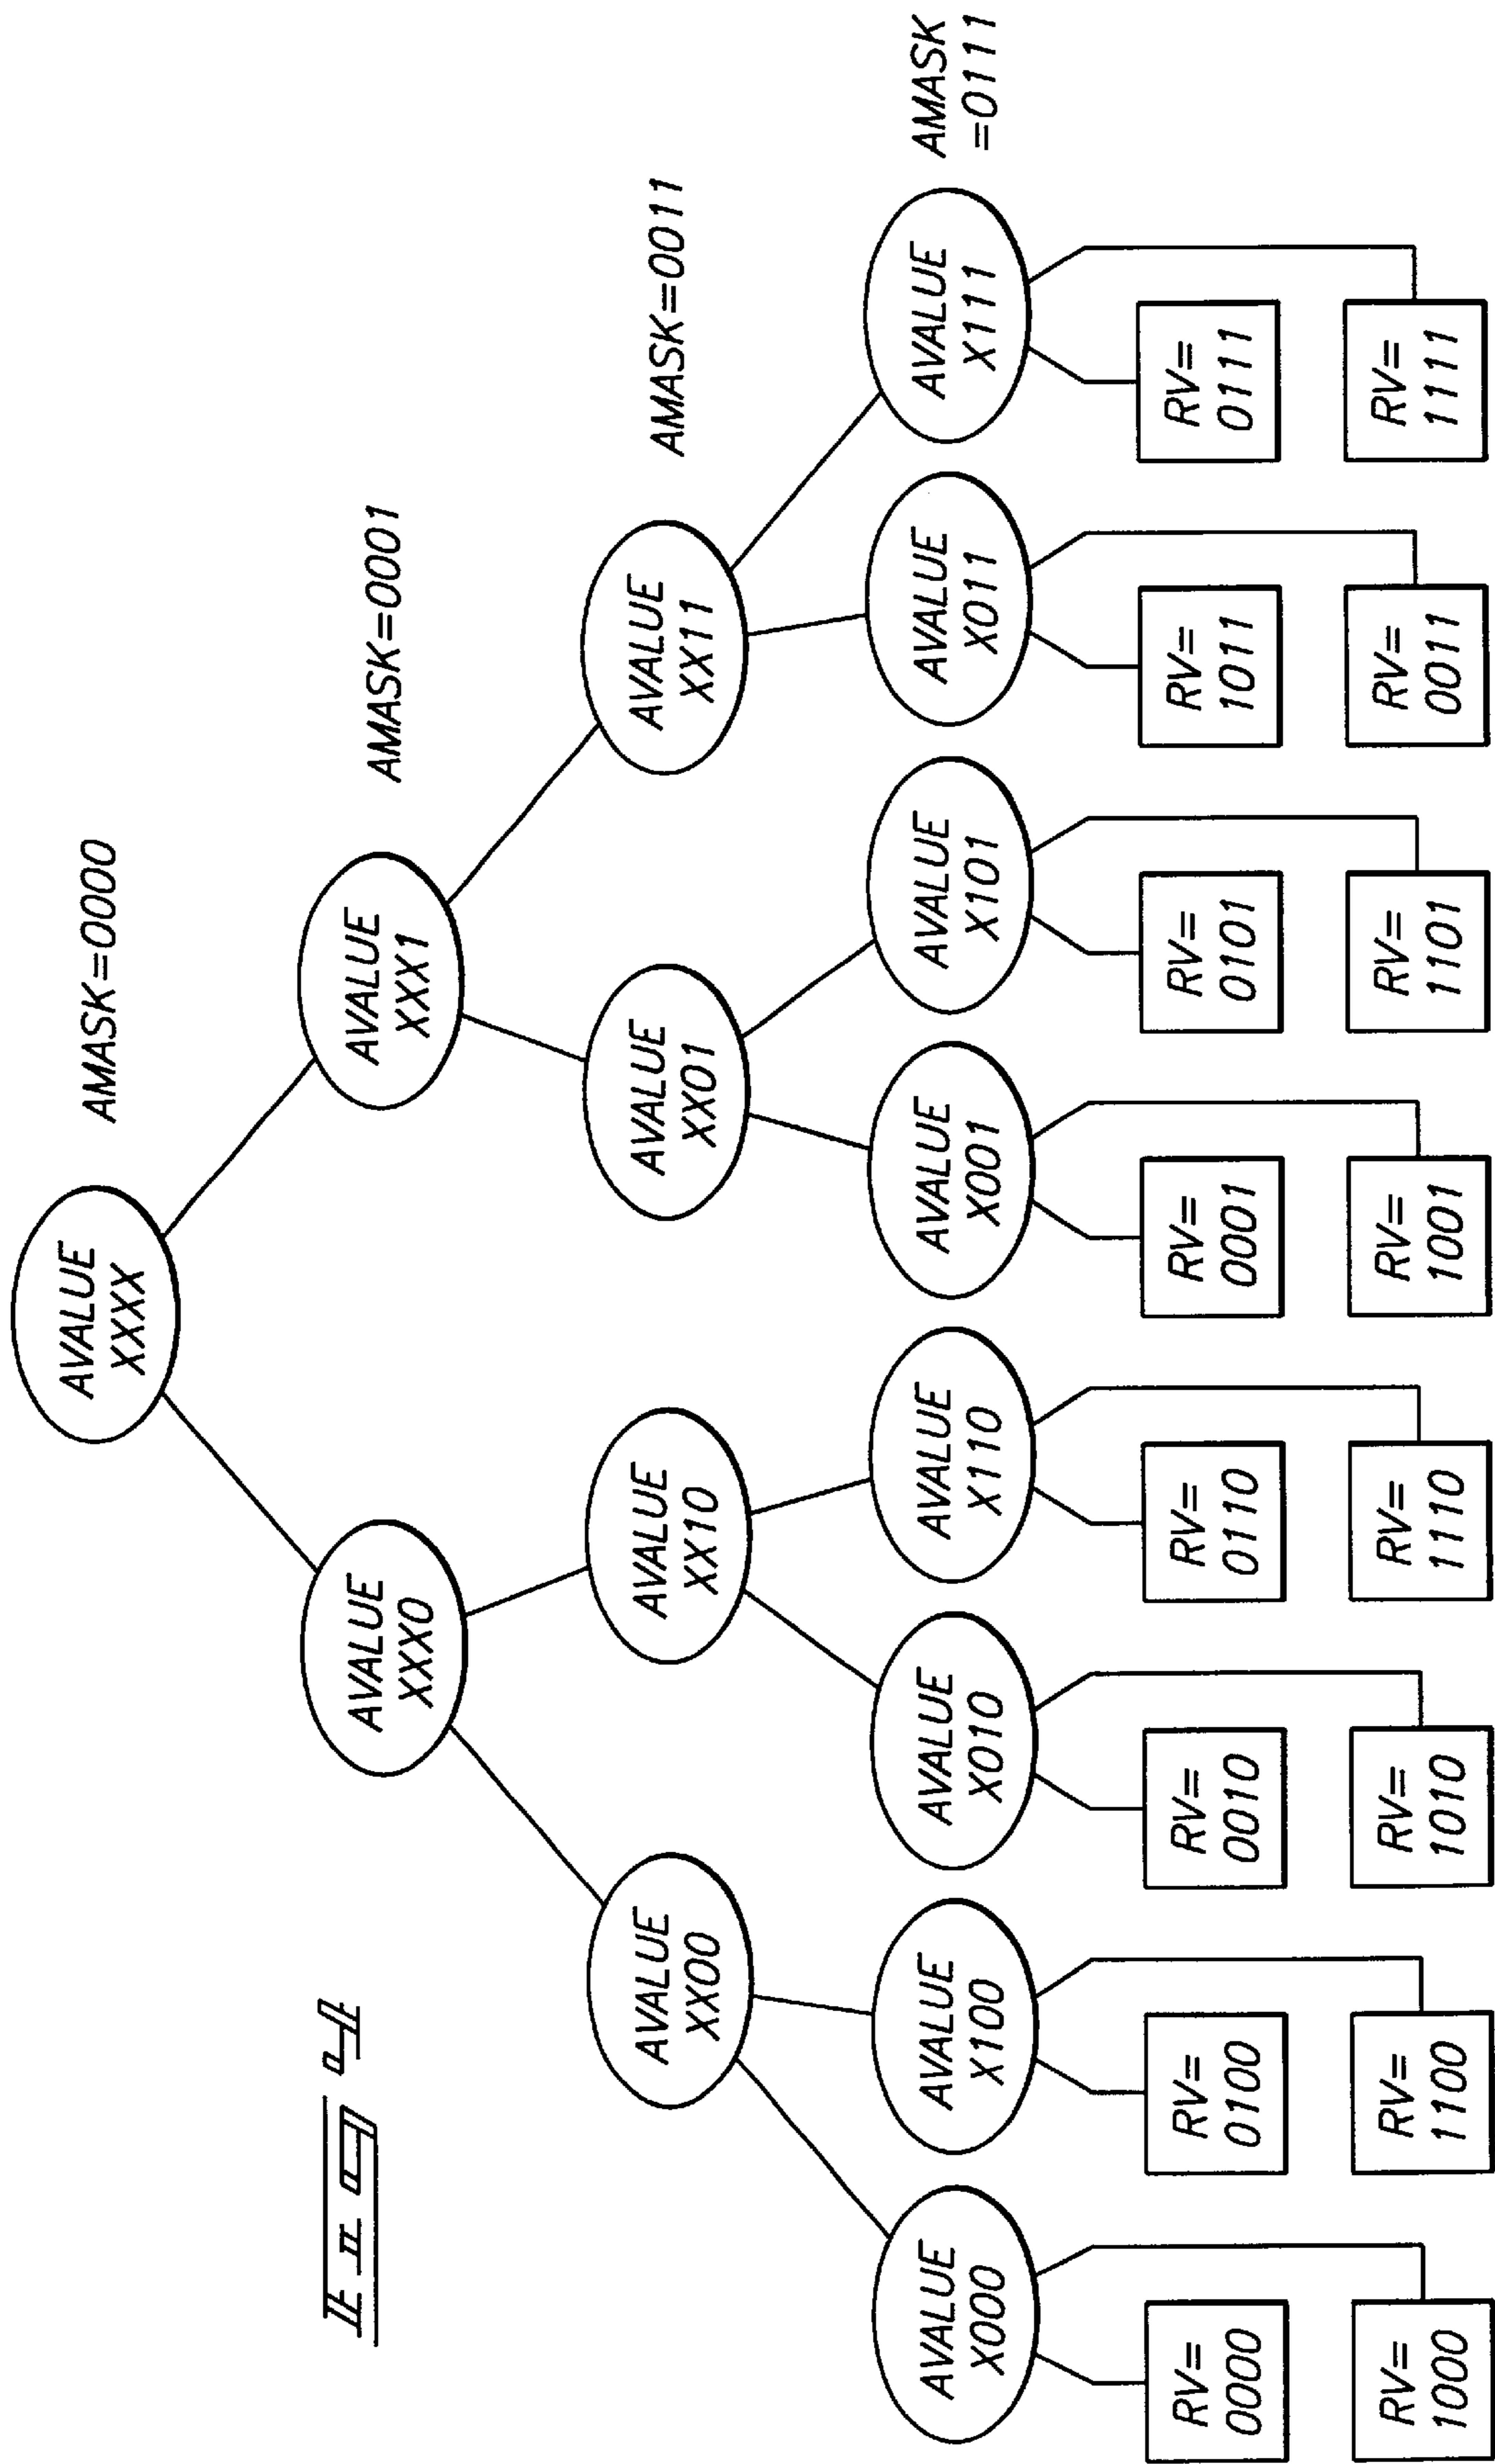 AVALUE
XXXX
AMASK=0000
AVALUE
XXX0
AVALUE
XXX1
AMASK=0001
AVALUE
XX00
AVALUE
XX10
AVALUE
XX01
AVALUE
XX11
AMASK=0011
AVALUE
X000
AVALUE
X100
AVALUE
X010
AVALUE
X110
AVALUE
X001
AVALUE
X101
AVALUE
X011
AVALUE
X111
AMASK
=0111
RV=
0000
RV=
0100
RV=
0010
RV=
0110
RV=
0001
RV=
0101
RV=
1011
RV=
0111
RV=
1000
RV=
1100
RV=
1010
RV=
1110
RV=
1001
RV=
1101
RV=
0011
RV=
1111
FIG 4